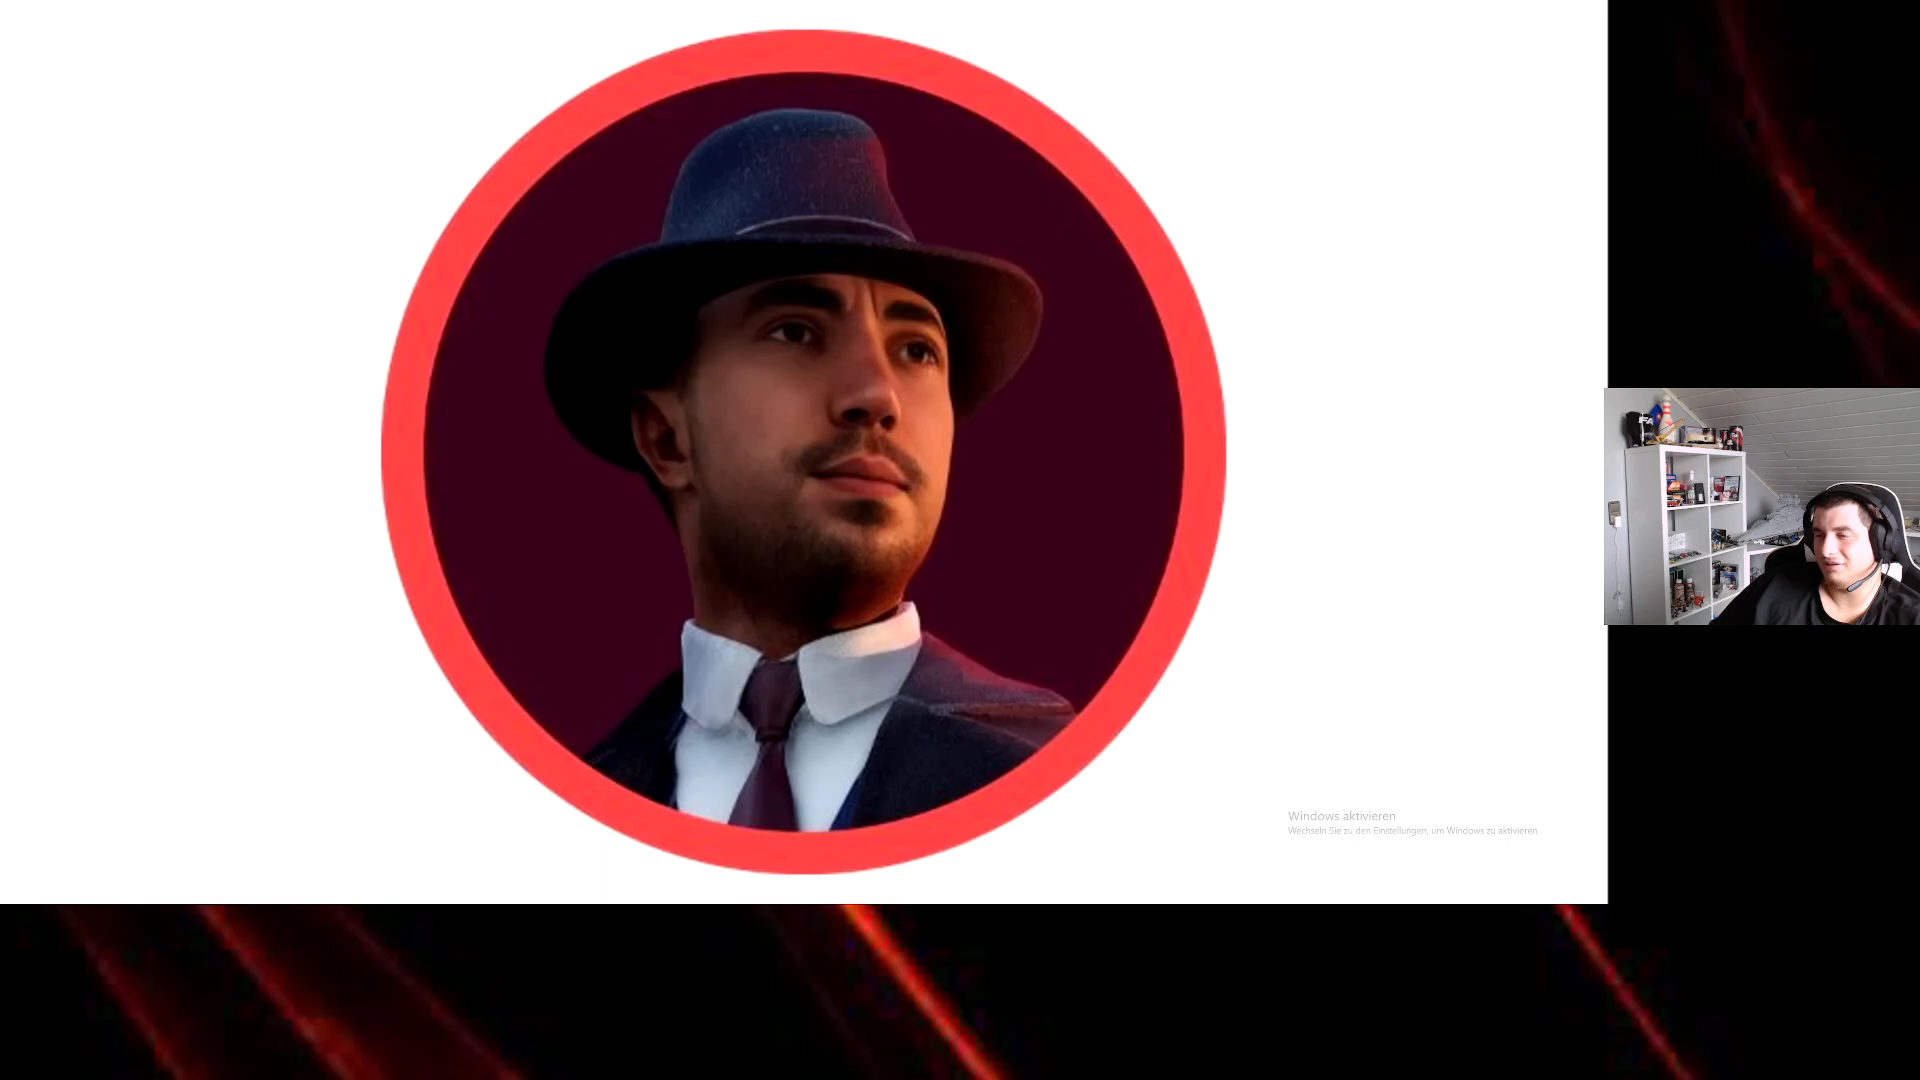 Windows aktivieren
Wechseln Sie zu den Einstellungen, um Windows zu aktivieren.